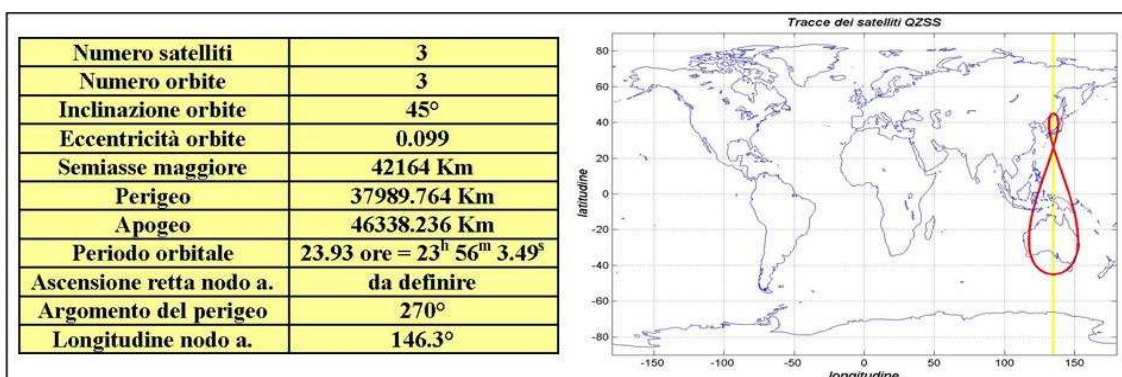 Numero satelliti 3
Numero orbite 3
Inclinazione orbite 45°
Eccentricità orbite 0.099
Semiasse maggiore 42164 Km
Perigeo 37989.764 Km
Apogeo 46338.236 Km
Periodo orbitale 23.93 ore = 23h 56m 3.49s
Ascensione retta nodo a. da definire
Argomento del perigeo 270°
Longitudine nodo a. 146.3°
Tracce dei satelliti QZSS
80
60
40
20
0
-20
-40
-60
-80
latitudine
-150 -100 -50 0 50 100 150
longitudine